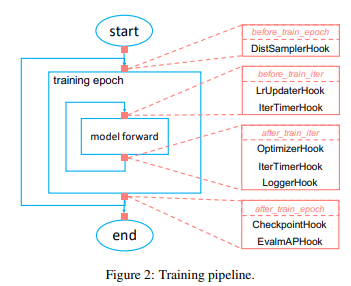 start
before_train_epoch
DistSamplerHook
training epoch
before_train_iter
LrUpdaterHook
IterTimerHook
model forward
after_train_iter
OptimizerHook
IterTimerHook
LoggerHook
after_train_epoch
CheckpointHook
EvalmAPHook
end
Figure 2: Training pipeline.